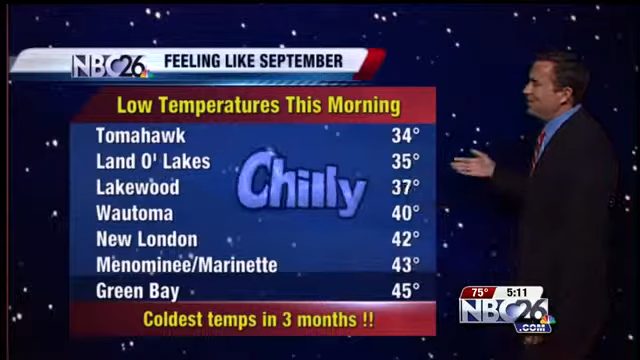 NBC26 FEELING LIKE SEPTEMBER
Low Temperatures This Morning
Tomahawk 34°
Land O' Lakes 35°
Lakewood 37°
Wautoma 40°
New London 42°
Menominee/Marinette 43°
Green Bay 45°
Chilly
Coldest temps in 3 months !!
75° 5:11
NBC26
.COM